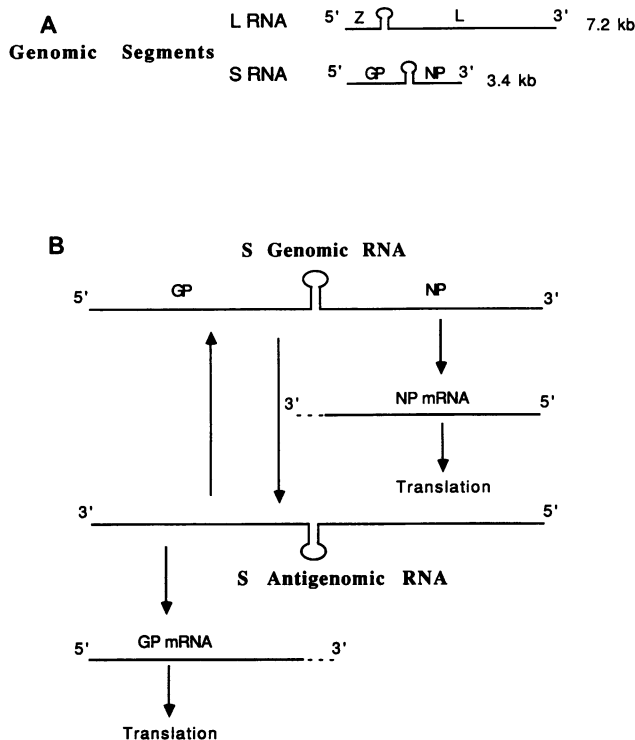 A
Genomic Segments
L RNA 5' Z L 3' 7.2 kb
S RNA 5' GP NP 3' 3.4 kb
B
S Genomic RNA
5' GP NP 3'
3' NP mRNA 5'
Translation
3' 5'
S Antigenomic RNA
5' GP mRNA 3'
Translation